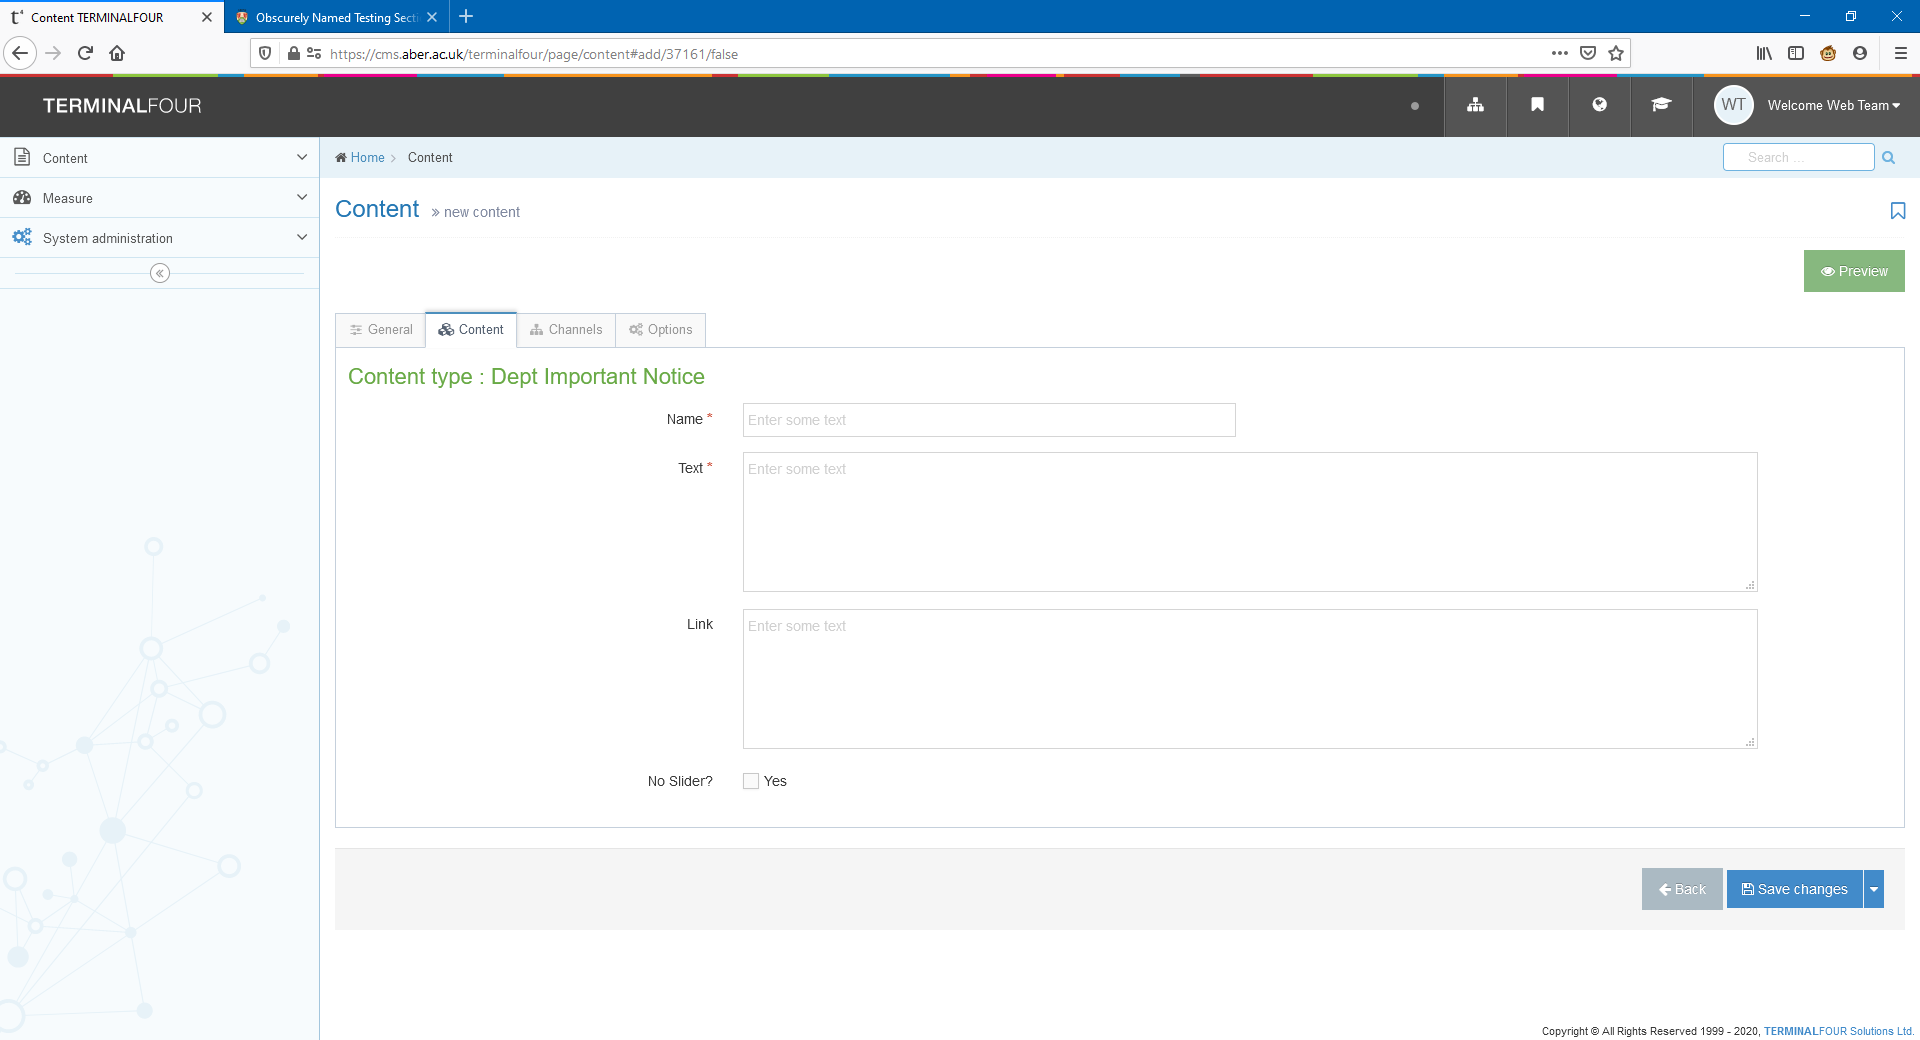 Content TERMINALFOUR
Obscurely Named Testing Secti
https://cms.aber.ac.uk/terminalfour/page/content#add/37161/false
TERMINALFOUR
WT
Welcome Web Team
Content
Measure
System administration
Home
Content
Search ...
Content » new content
Preview
General
Content
Channels
Options
Content type : Dept Important Notice
Name *
Enter some text
Text *
Enter some text
Link
Enter some text
No Slider?
Yes
Back
Save changes
Copyright © All Rights Reserved 1999 - 2020, TERMINALFOUR Solutions Ltd.